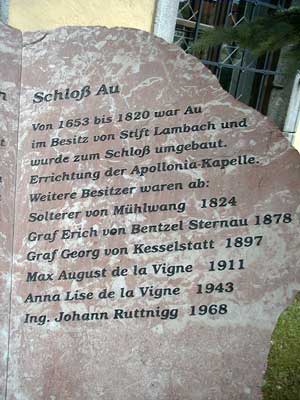 h
Schloß Au
Von 1653 bis 1820 war Au
im Besitz von Stift Lambach und
wurde zum Schloß umgebaut.
Errichtung der Apollonia-Kapelle.
Weitere Besitzer waren ab:
Solterer von Mühlwang 1824
Graf Erich von Bentzel Sternau 1878
Graf Georg von Kesselstatt 1897
Max August de la Vigne 1911
Anna Lise de la Vigne 1943
Ing. Johann Ruttnigg 1968